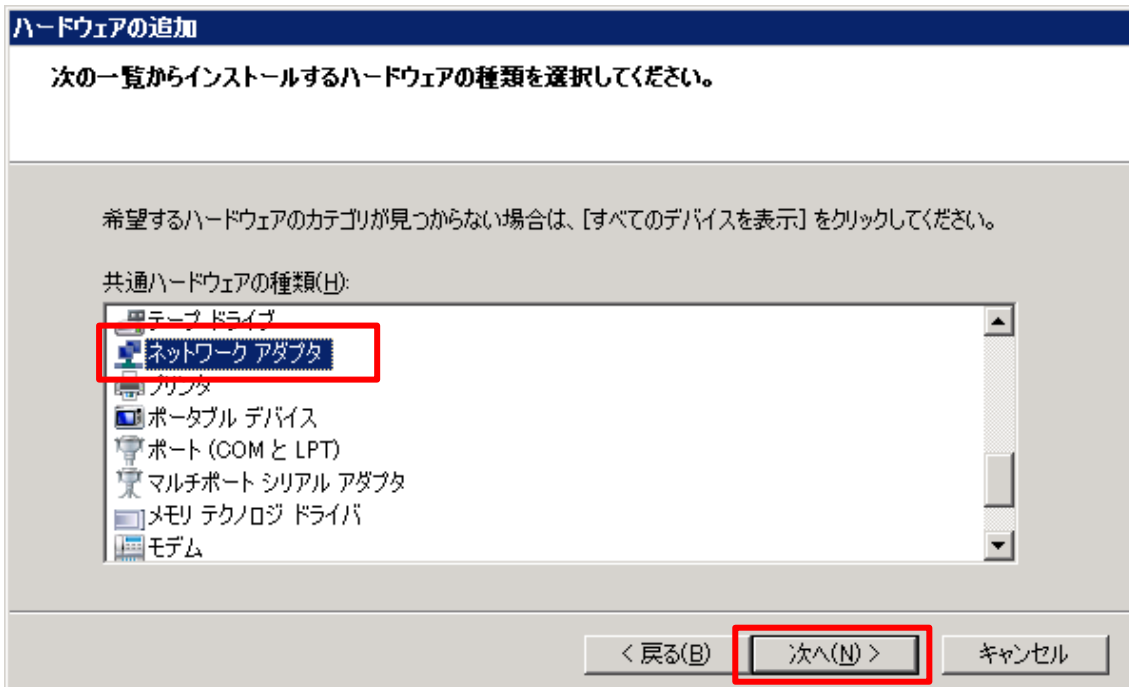 ハードウェアの追加
次の一覧からインストールするハードウェアの種類を選択してください。
希望するハードウェアのカテゴリが見つからない場合は、[すべてのデバイスを表示] をクリックしてください。
共通ハードウェアの種類(H):
テープ ドライブ
ネットワーク アダプタ
プリンタ
ポータブル デバイス
ポート (COM と LPT)
マルチポート シリアル アダプタ
メモリ テクノロジ ドライバ
モデム
< 戻る(B) 次へ(N) > キャンセル